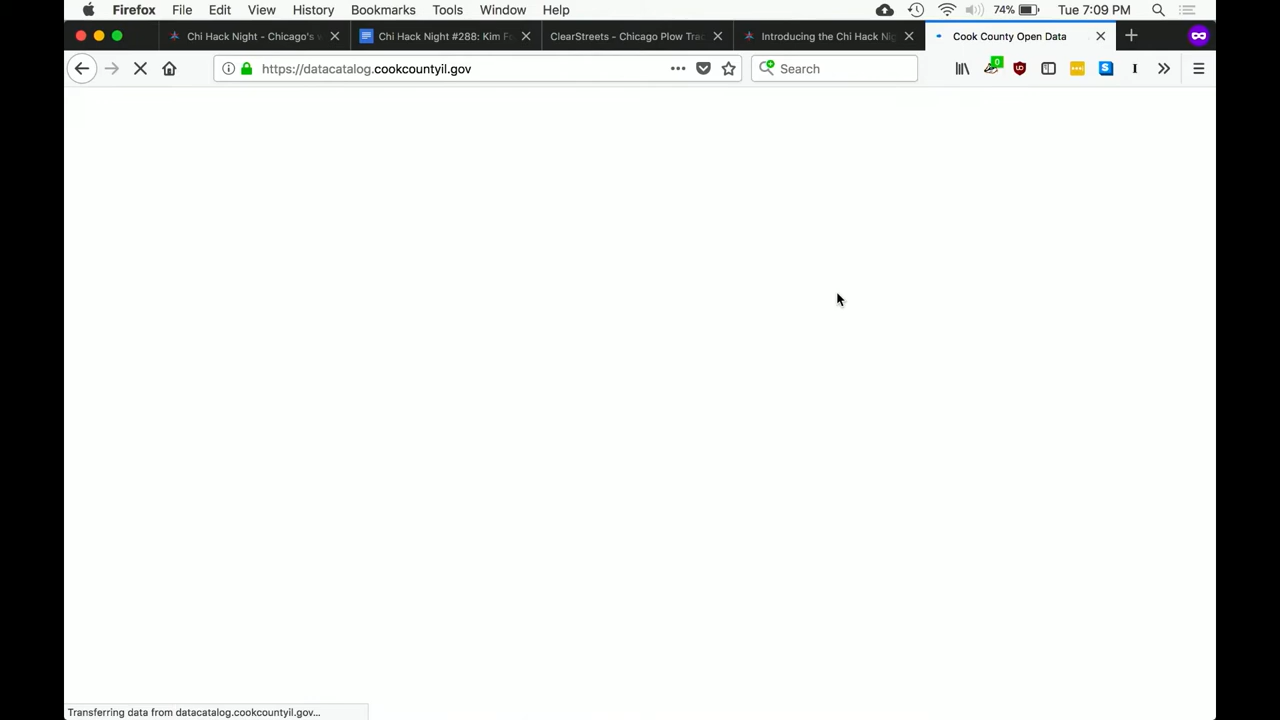 Firefox File Edit View History Bookmarks Tools Window Help 74% Tue 7:09 PM
Chi Hack Night - Chicago's Chi Hack Night #288: Kim ClearStreets - Chicago Plow Introducing the Chi Hack Cook County Open Data
https://datacatalog.cookcountyil.gov Search 0
Transferring data from datacatalog.cookcountyil.gov...